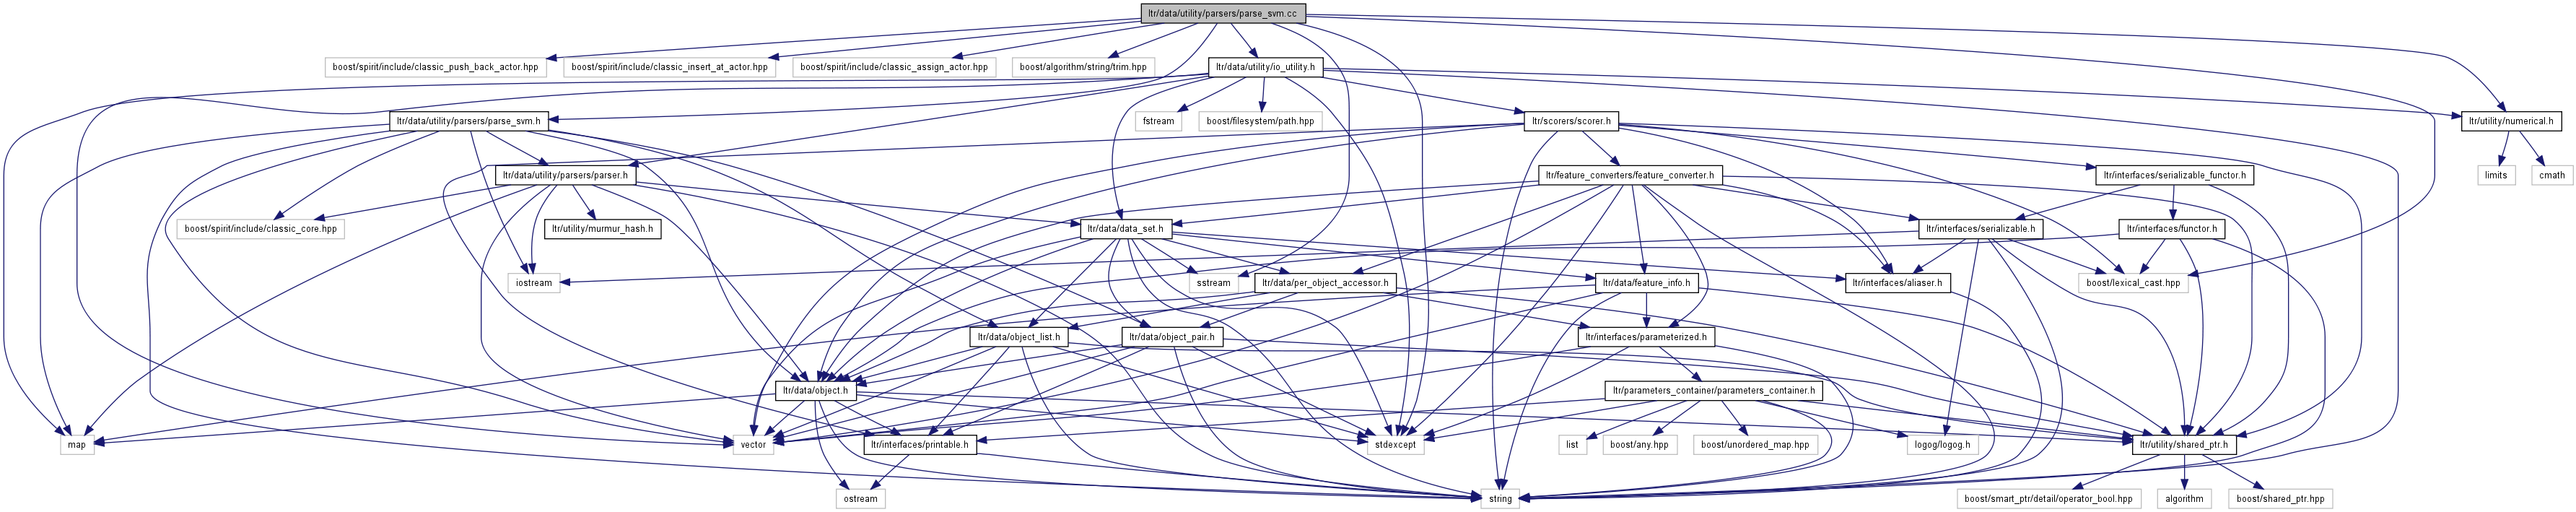 ltr/data/utility/parsers/parse_svm.cc
boost/spirit/include/classic_push_back_actor.hpp
boost/spirit/include/classic_insert_at_actor.hpp
boost/spirit/include/classic_assign_actor.hpp
boost/algorithm/string/trim.hpp
ltr/data/utility/io_utility.h
ltr/data/utility/parsers/parse_svm.h
fstream
boost/filesystem/path.hpp
ltr/scorers/scorer.h
ltr/utility/numerical.h
ltr/data/utility/parsers/parser.h
ltr/feature_converters/feature_converter.h
ltr/interfaces/serializable_functor.h
limits
cmath
boost/spirit/include/classic_core.hpp
ltr/utility/murmur_hash.h
ltr/data/data_set.h
ltr/interfaces/serializable.h
ltr/interfaces/functor.h
iostream
sstream
ltr/data/per_object_accessor.h
ltr/data/feature_info.h
ltr/interfaces/aliaser.h
boost/lexical_cast.hpp
ltr/data/object_list.h
ltr/data/object_pair.h
ltr/interfaces/parameterized.h
ltr/data/object.h
ltr/parameters_container/parameters_container.h
map
vector
ltr/interfaces/printable.h
stdexcept
list
boost/any.hpp
boost/unordered_map.hpp
logog/logog.h
ltr/utility/shared_ptr.h
ostream
string
boost/smart_ptr/detail/operator_bool.hpp
algorithm
boost/shared_ptr.hpp